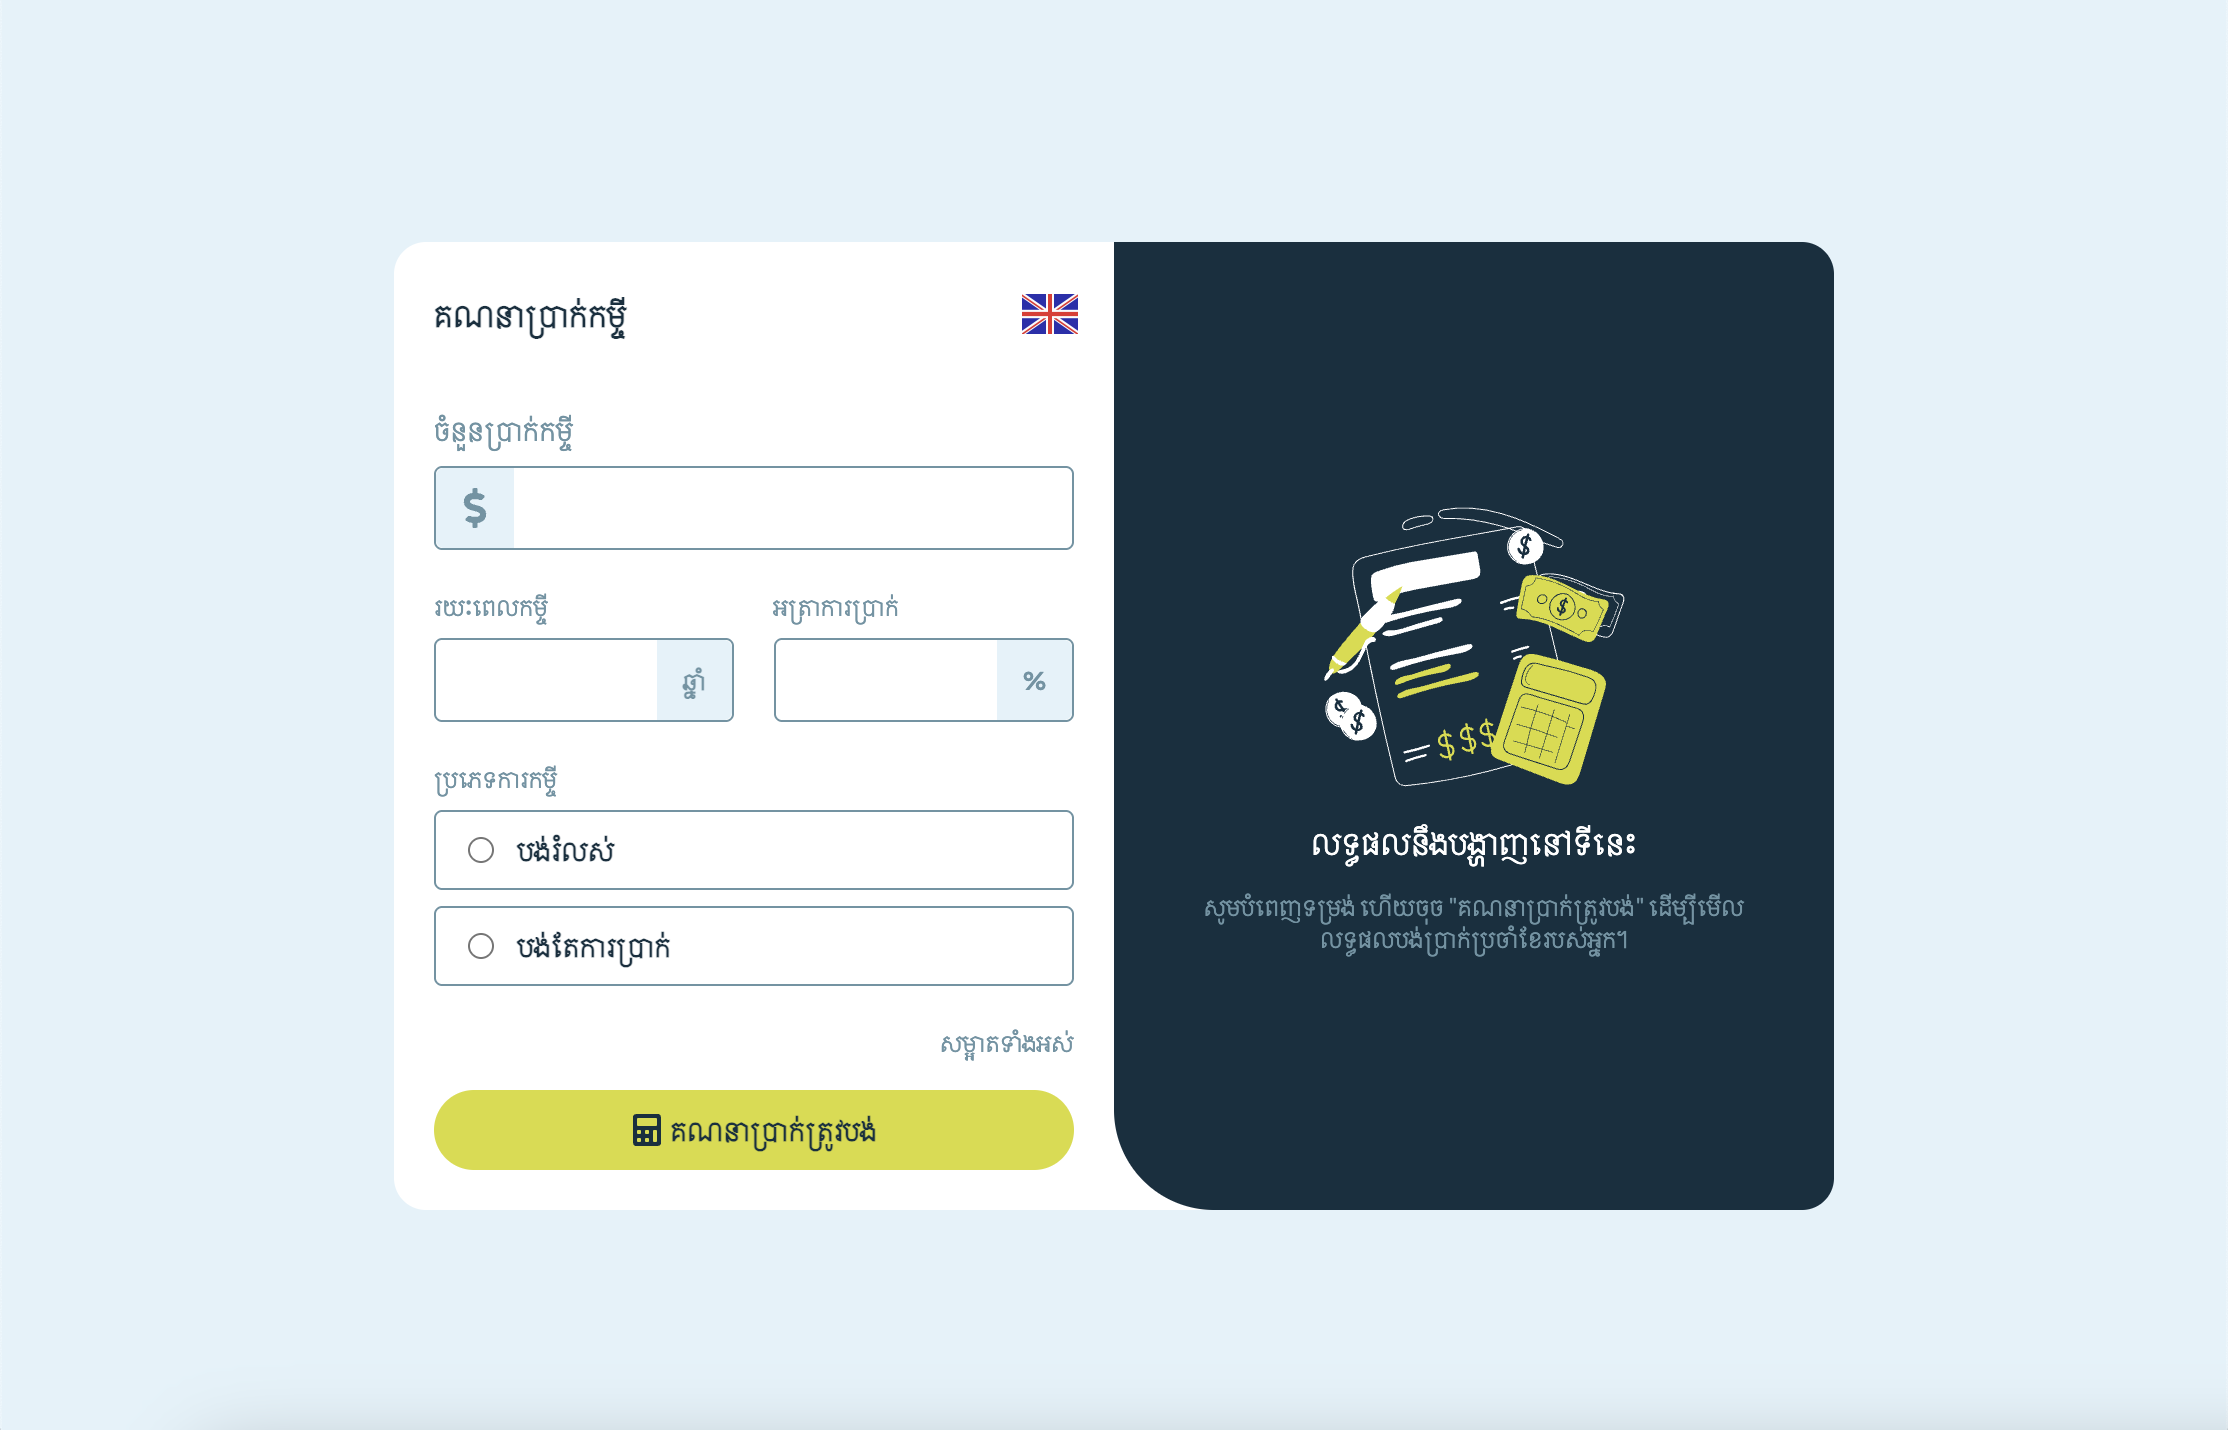 គណនាប្រាក់កម្ចី
ចំនួនប្រាក់កម្ចី
$
រយៈពេលកម្ចី
អត្រាការប្រាក់
ឆ្នាំ
%
ប្រភេទការកម្ចី
បង់រំលស់
បង់តែការប្រាក់
សម្អាតទាំងអស់
គណនាប្រាក់ត្រូវបង់
$
$
$
$
$$$
លទ្ធផលនឹងបង្ហាញនៅទីនេះ
សូមបំពេញទម្រង់ ហើយចុច "គណនាប្រាក់ត្រូវបង់" ដើម្បីមើល
លទ្ធផលបង់ប្រាក់ប្រចាំខែរបស់អ្នក។